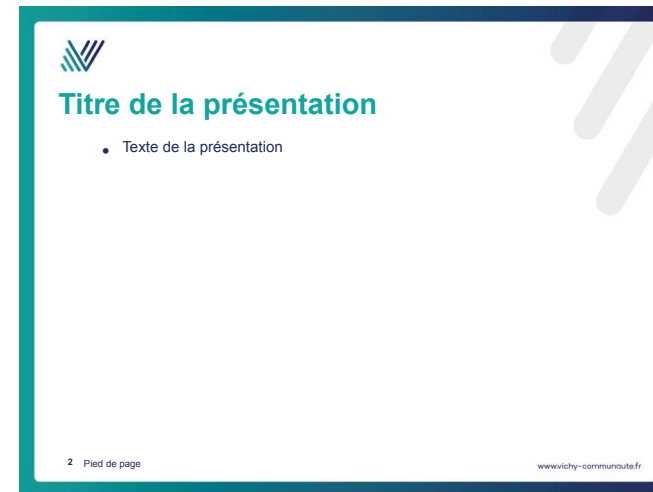 Titre de la présentation
• Texte de la présentation
2 Pied de page
www.vichy-communaute.fr